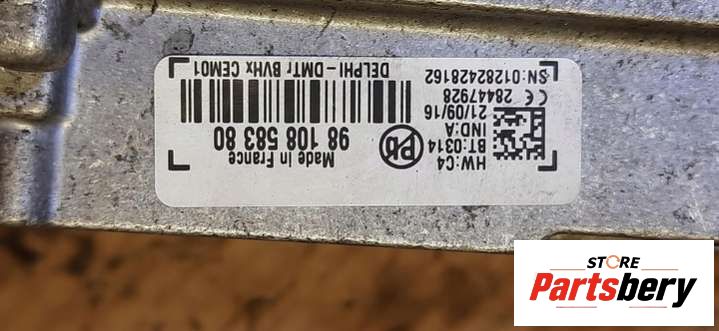 HW:C4
BT:0314
IND:A
21/09/16
CE 28447928
SN:01282428162
Pb
Made in France
98 108 583 80
DELPHI - DMTr BVHx CEM01
STORE
Partsbery